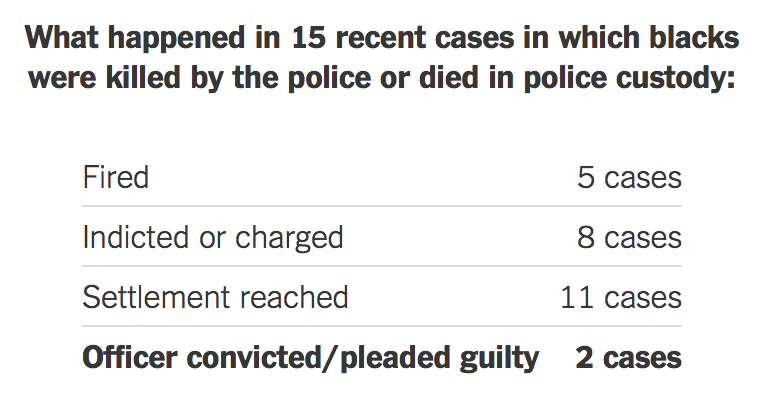 What happened in 15 recent cases in which blacks
were killed by the police or died in police custody:
Fired 5 cases
Indicted or charged 8 cases
Settlement reached 11 cases
Officer convicted/pleaded guilty 2 cases